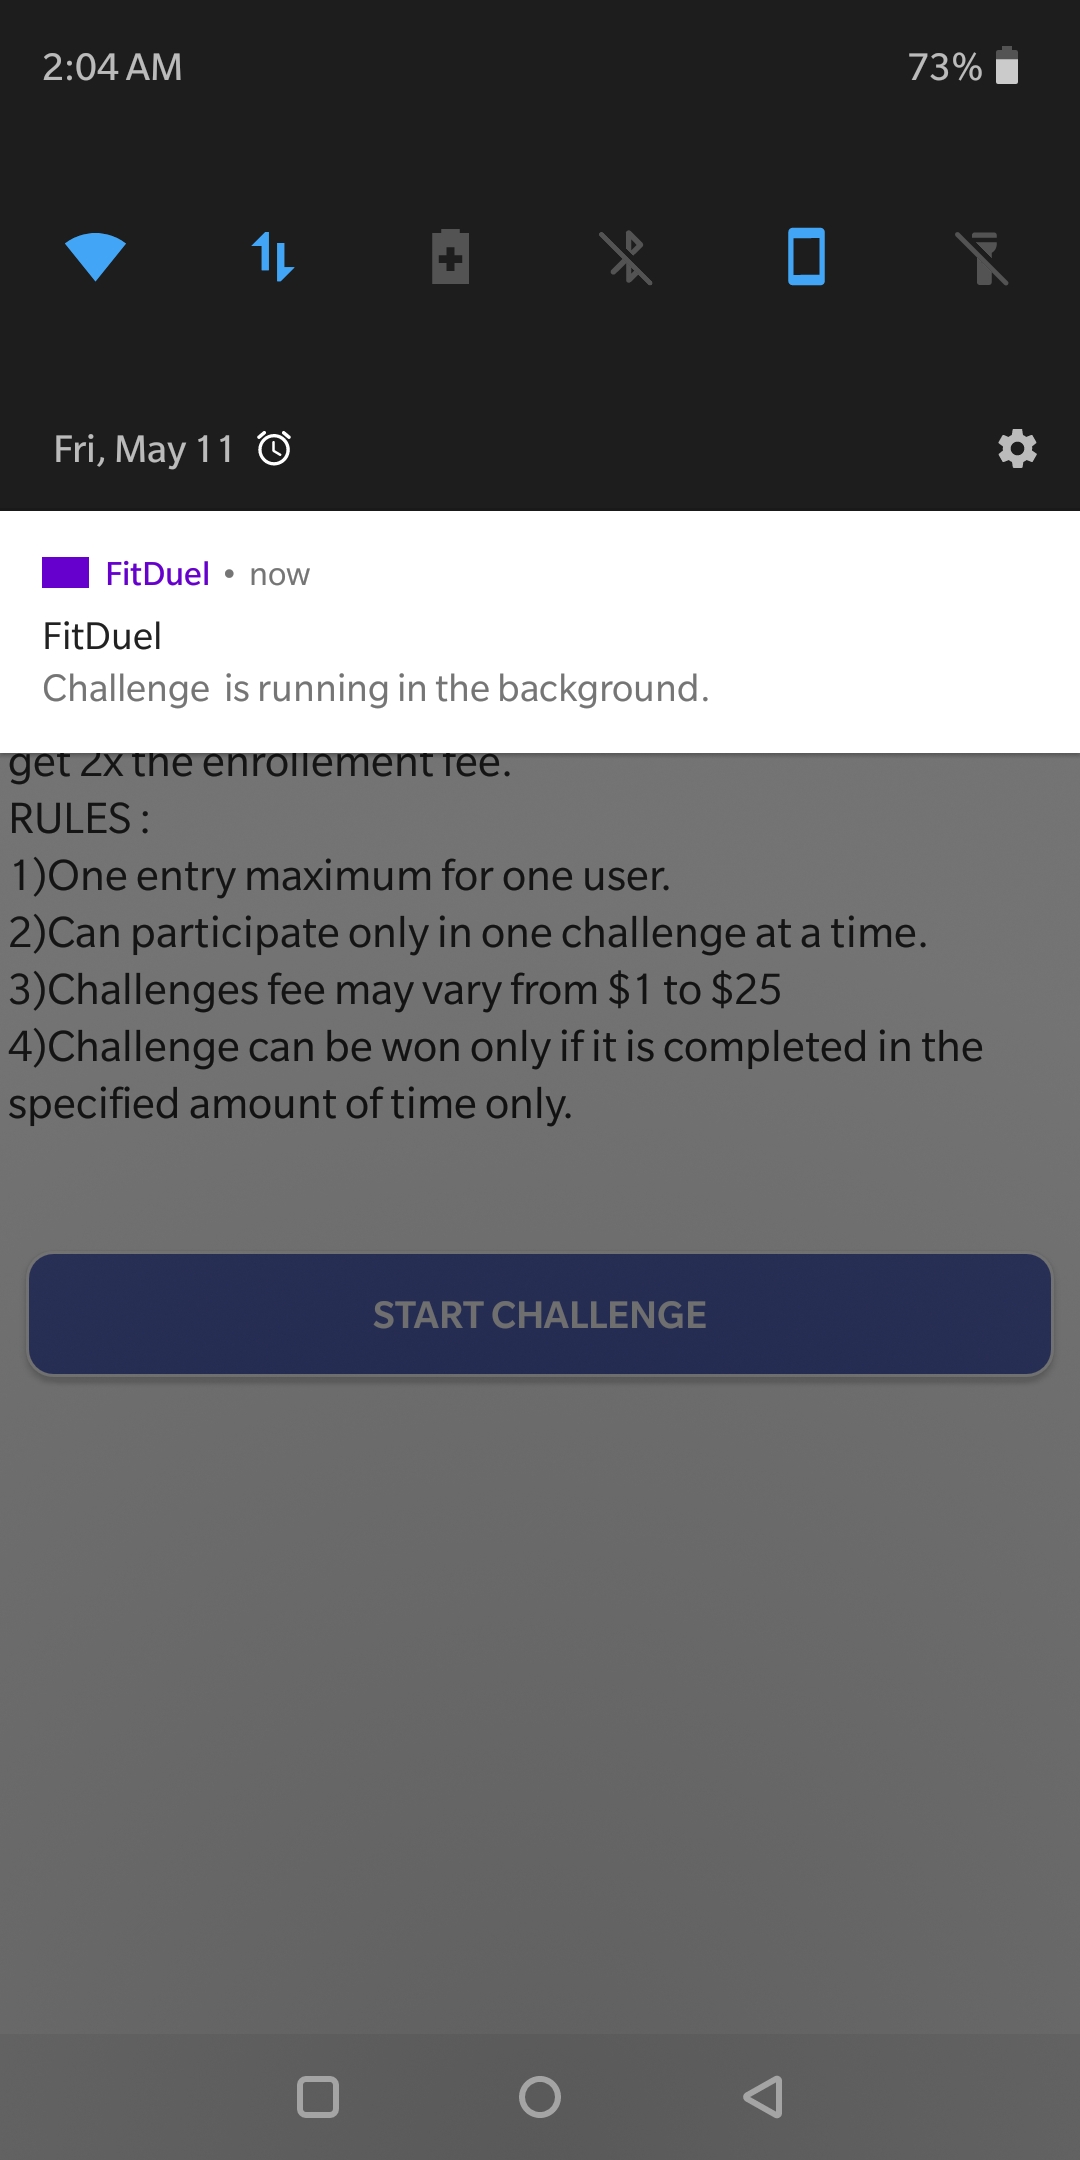 2:04 AM 73%
Fri, May 11
FitDuel • now
FitDuel
Challenge  is running in the background.
get 2x the enrollement fee.
RULES :
1)One entry maximum for one user.
2)Can participate only in one challenge at a time.
3)Challenges fee may vary from $1 to $25
4)Challenge can be won only if it is completed in the
specified amount of time only.
START CHALLENGE